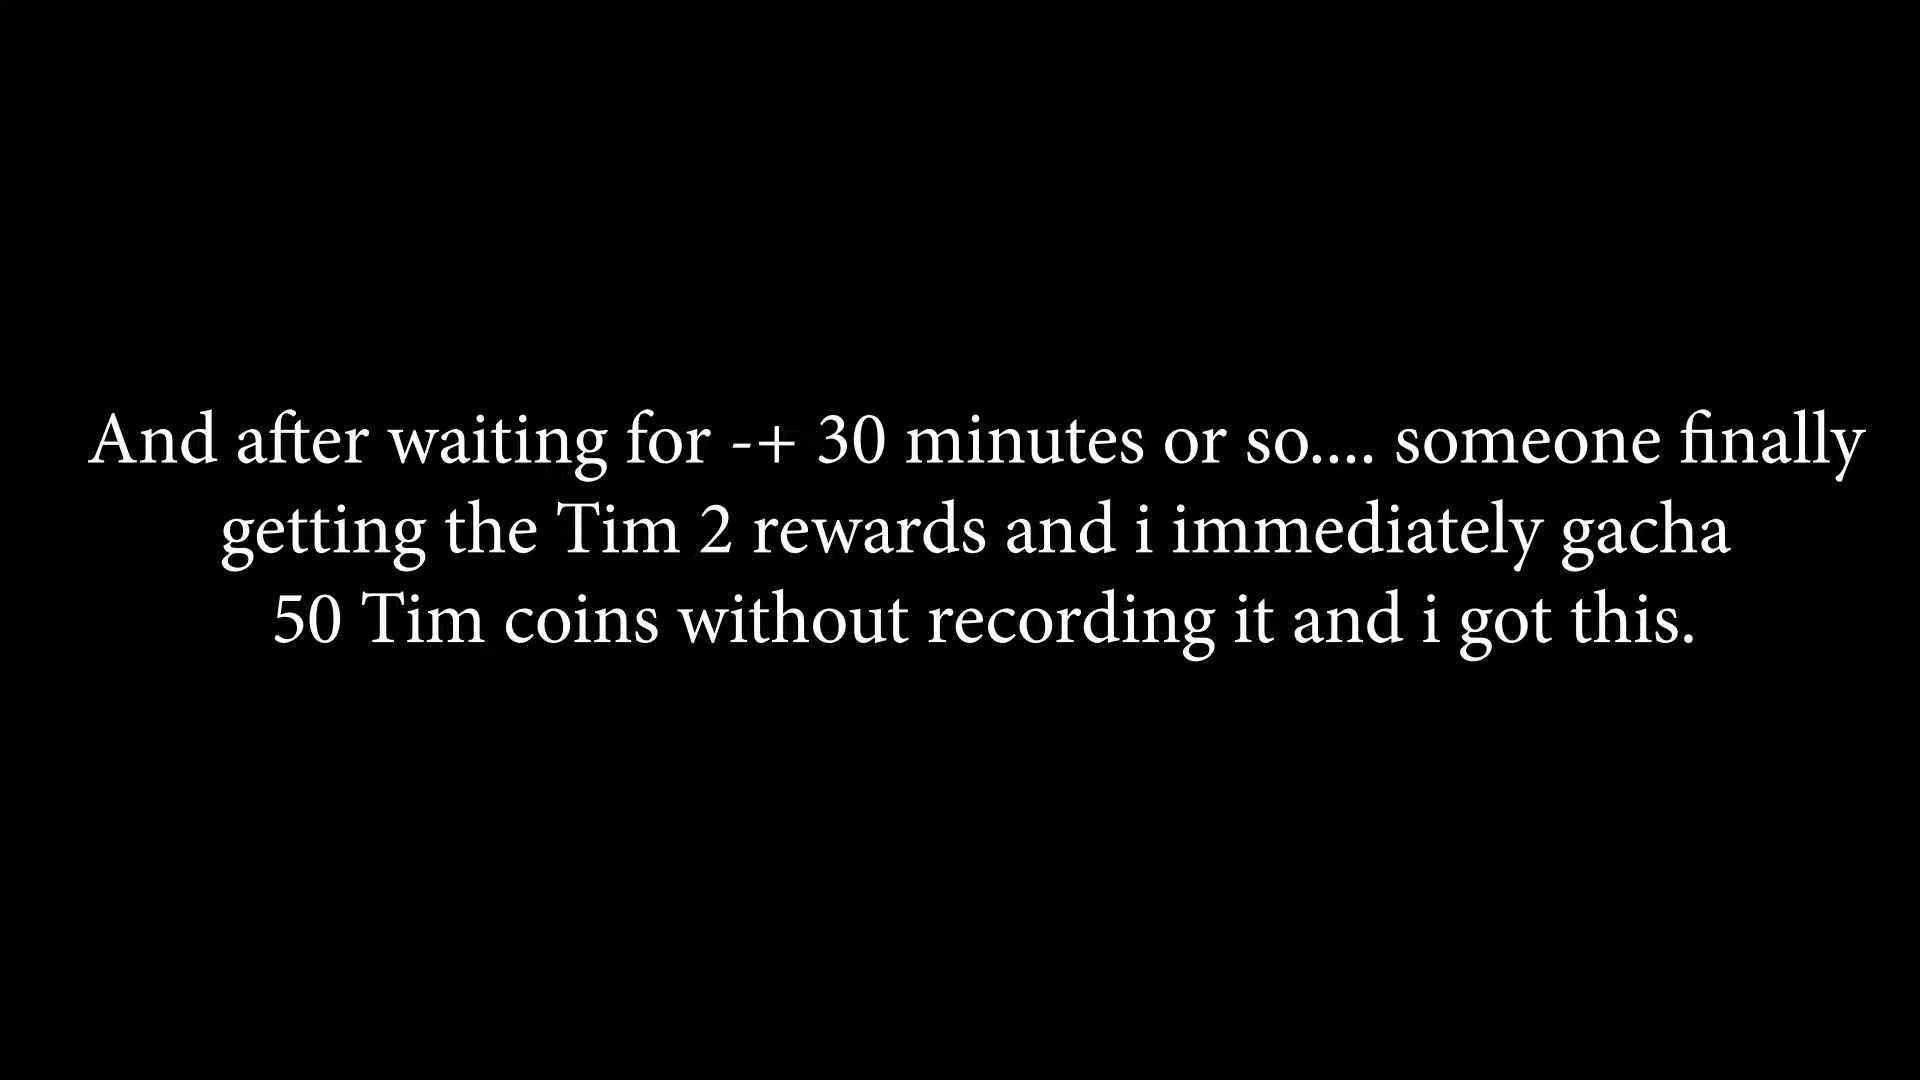 And after waiting for -+ 30 minutes or so.... someone finally
getting the Tim 2 rewards and i immediately gacha
50 Tim coins without recording it and i got this.